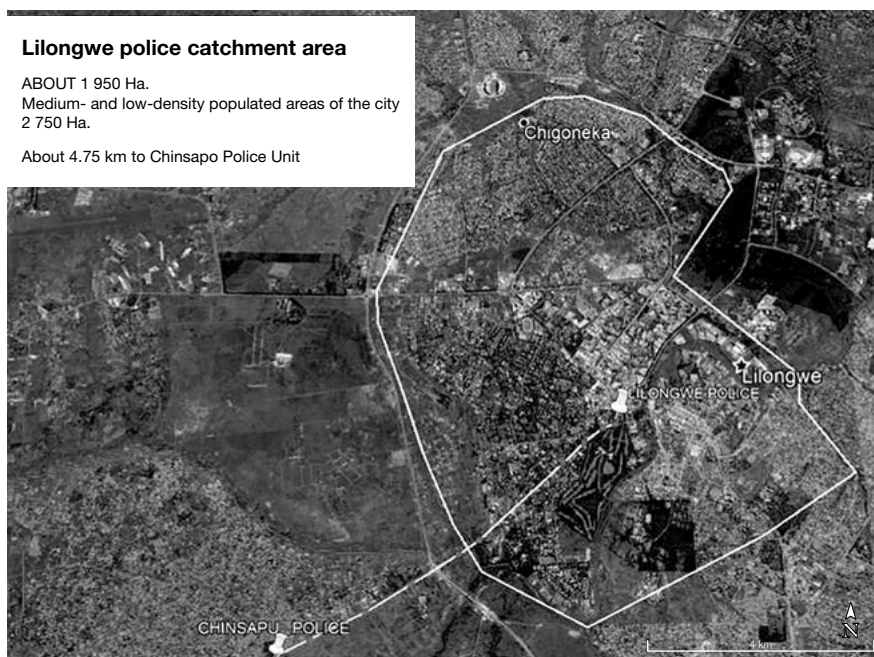 Lilongwe police catchment area
ABOUT 1 950 Ha.
Medium- and low-density populated areas of the city
2 750 Ha.
About 4.75 km to Chinsapo Police Unit
Chigoneka
Lilongwe
LILONGWE POLICE
CHINSAPU POLICE
N
4 km